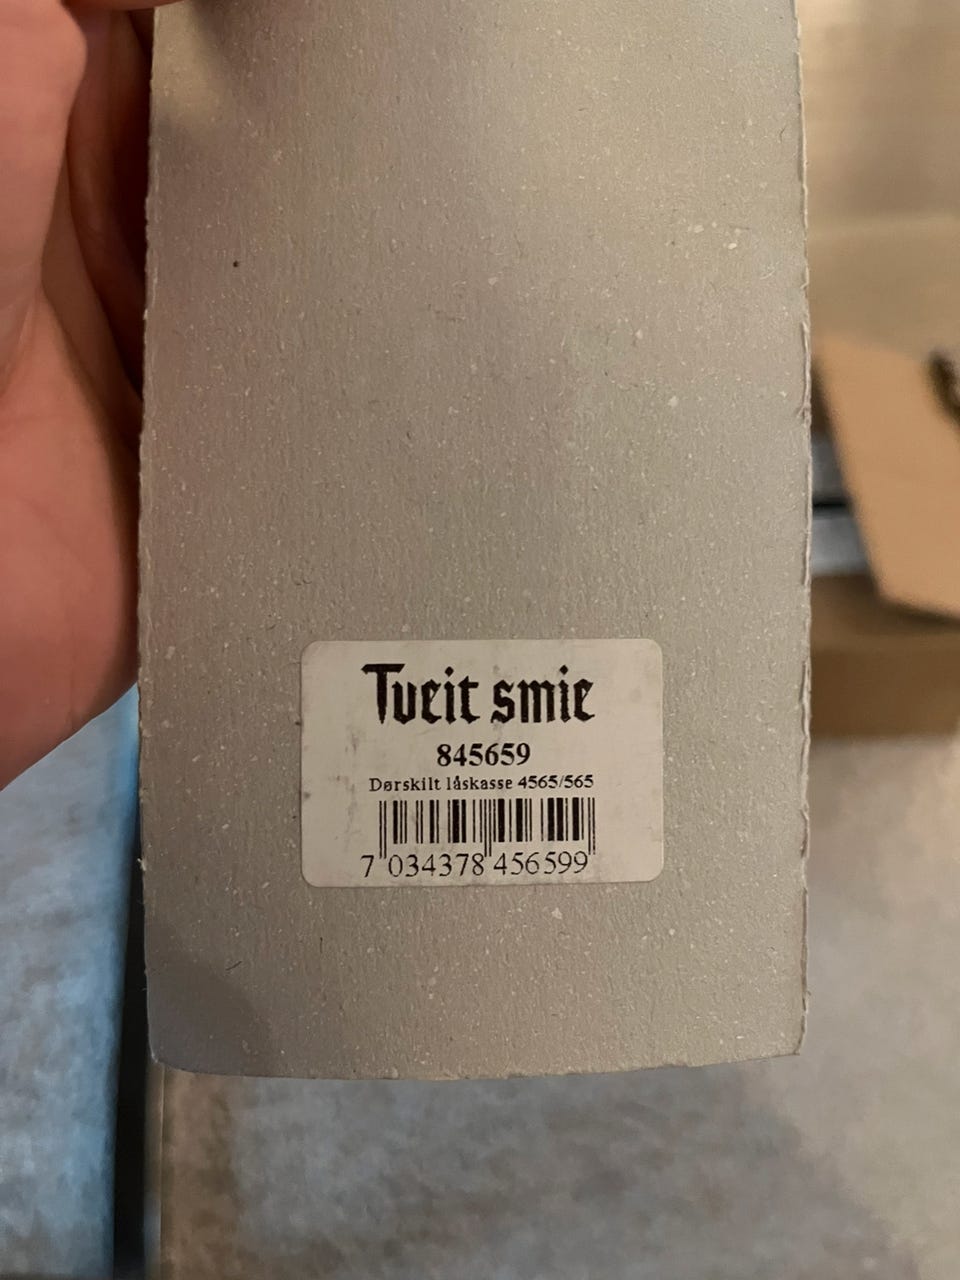 Tveit smie
845659
Dørskilt låskasse 4565/565
7 034378 456599